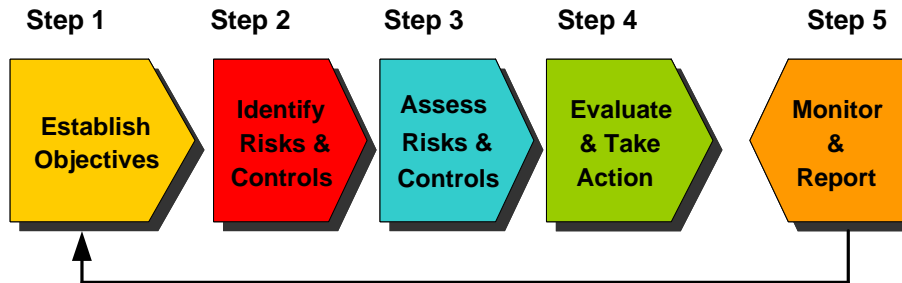 Step 1
Step 2
Step 3
Step 4
Step 5
Establish
Objectives
Identify
Risks &
Controls
Assess
Risks &
Controls
Evaluate
& Take
Action
Monitor
&
Report